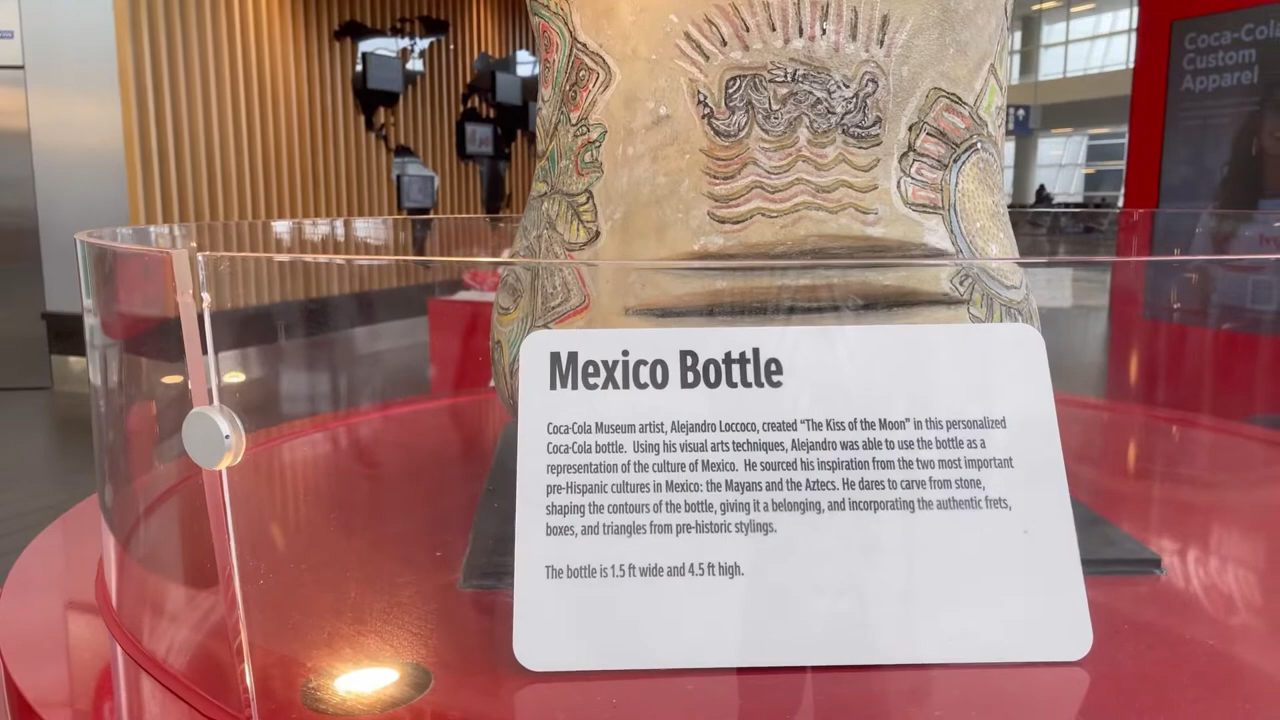 Coca-Cola
Custom
Apparel
Mexico Bottle
Coca-Cola Museum artist, Alejandro Loccoco, created “The Kiss of the Moon” in this personalized
Coca-Cola bottle. Using his visual arts techniques, Alejandro was able to use the bottle as a
representation of the culture of Mexico. He sourced his inspiration from the two most important
pre-Hispanic cultures in Mexico: the Mayans and the Aztecs. He dares to carve from stone,
shaping the contours of the bottle, giving it a belonging, and incorporating the authentic frets,
boxes, and triangles from pre-historic stylings.
The bottle is 1.5 ft wide and 4.5 ft high.